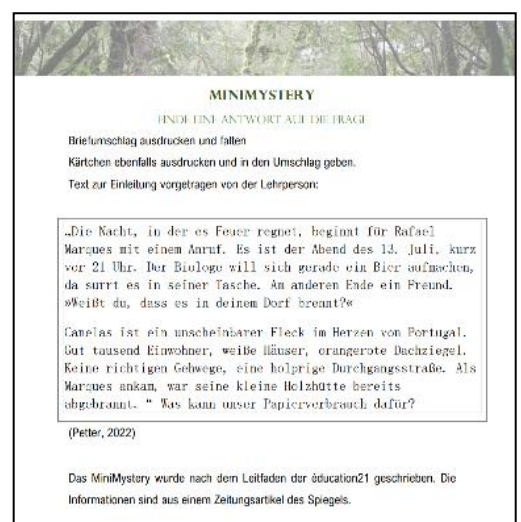 MINIMYSTERY
FINDE EINE ANTWORT AUF DIE FRAGE
Briefumschlag ausdrucken und falten
Kärtchen ebenfalls ausdrucken und in den Umschlag geben.
Text zur Einleitung vorgetragen von der Lehrperson:
„Die Nacht, in der es Feuer regnet, beginnt für Rafael
Marques mit einem Anruf. Es ist der Abend des 13. Juli, kurz
vor 21 Uhr. Der Biologe will sich gerade ein Bier aufmachen,
da surrt es in seiner Tasche. Am anderen Ende ein Freund.
»Weißt du, dass es in deinem Dorf brennt?«
Canelas ist ein unscheinbarer Fleck im Herzen von Portugal.
Gut tausend Einwohner, weiße Häuser, orangerote Dachziegel.
Keine richtigen Gehwege, eine holprige Durchgangsstraße. Als
Marques ankam, war seine kleine Holzhütte bereits
abgebrannt. “ Was kann unser Papierverbrauch dafür?
(Petter, 2022)
Das MiniMystery wurde nach dem Leitfaden der éducation21 geschrieben. Die
Informationen sind aus einem Zeitungsartikel des Spiegels.